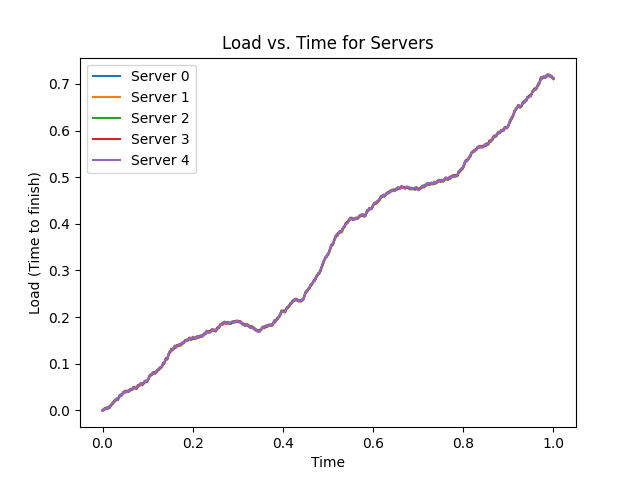 Load vs. Time for Servers
Server 0
Server 1
Server 2
Server 3
Server 4
Load (Time to finish)
0.7
0.6
0.5
0.4
0.3
0.2
0.1
0.0
0.0 0.2 0.4 0.6 0.8 1.0
Time